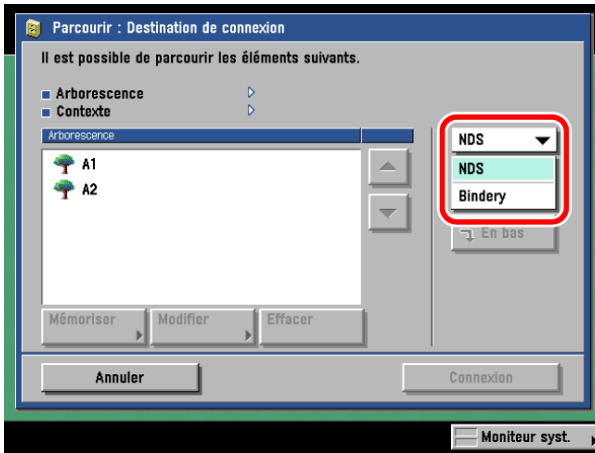 Parcourir : Destination de connexion
Il est possible de parcourir les éléments suivants.
Arborescence
Contexte
Arborescence
A1
A2
NDS
NDS
Bindery
En bas
Mémoriser
Modifier
Effacer
Annuler
Connexion
Moniteur syst.